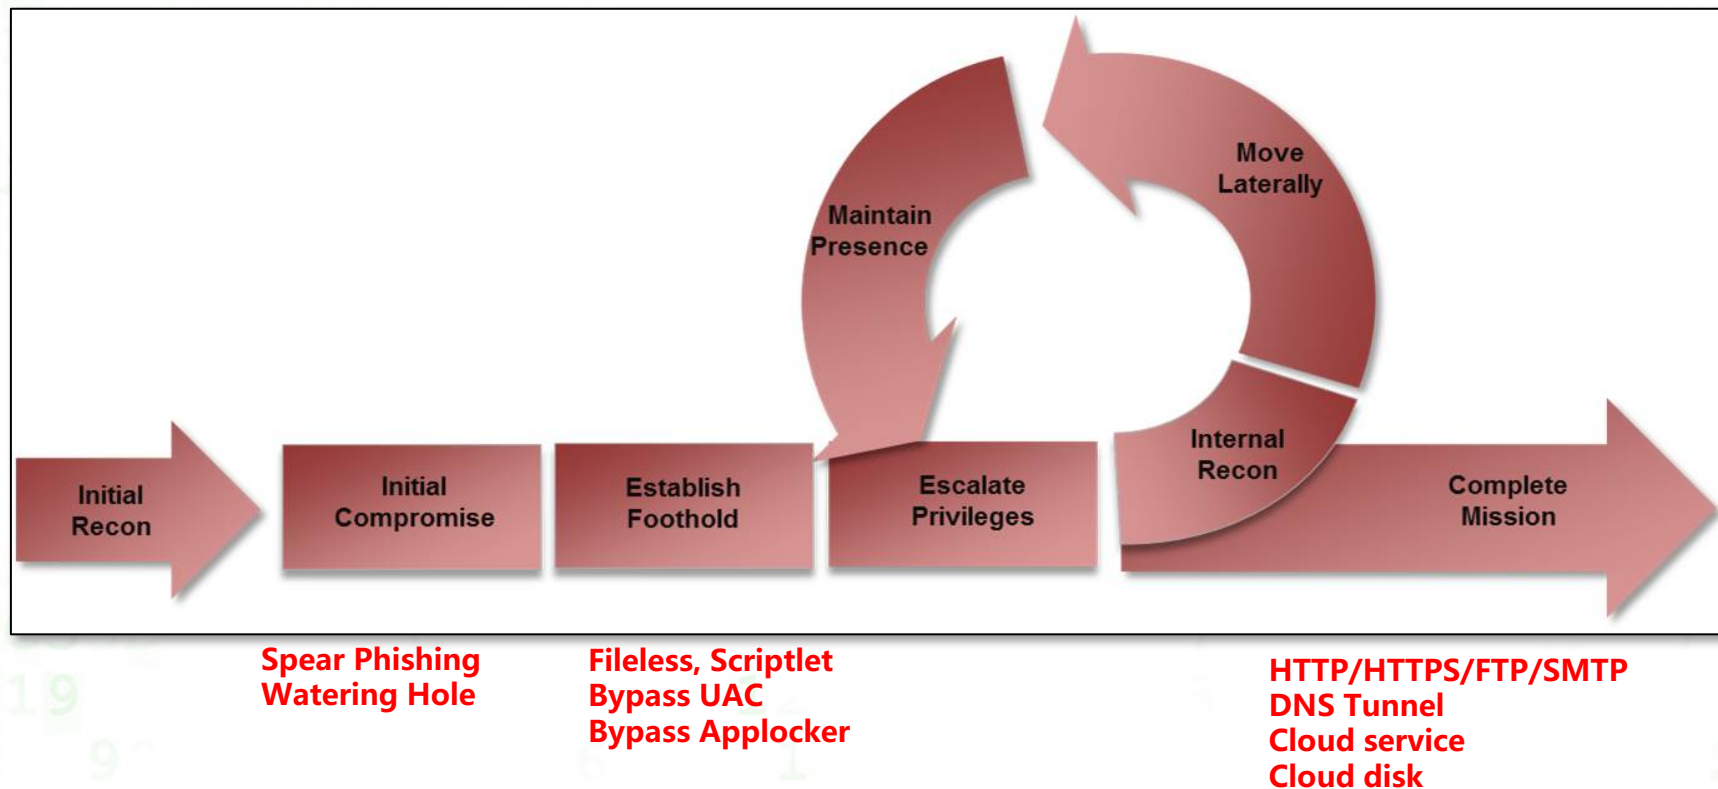 Move
Laterally
Maintain
Presence
Internal
Recon
Initial
Recon
Initial
Compromise
Establish
Foothold
Escalate
Privileges
Complete
Mission
Spear Phishing
Watering Hole
Fileless, Scriptlet
Bypass UAC
Bypass Applocker
HTTP/HTTPS/FTP/SMTP
DNS Tunnel
Cloud service
Cloud disk